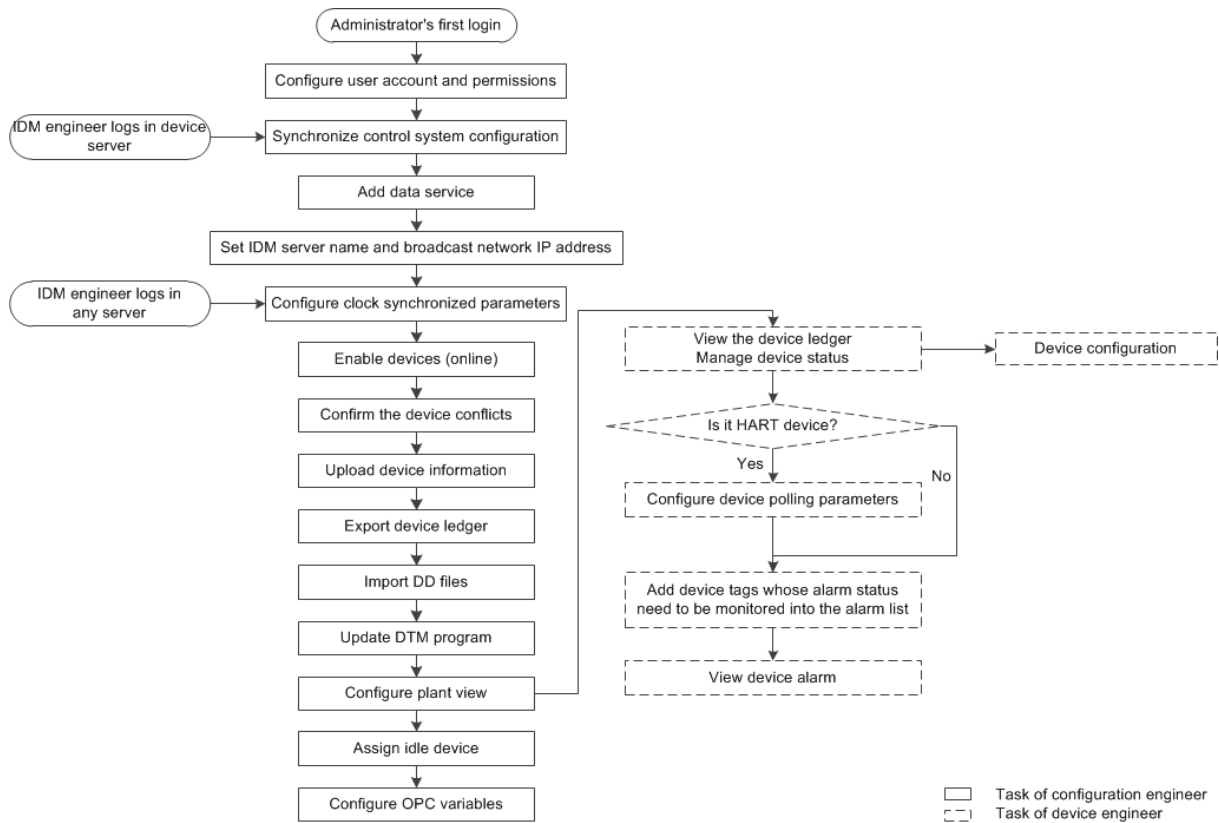 Administrator's first login
Configure user account and permissions
IDM engineer logs in device
server
Synchronize control system configuration
Add data service
Set IDM server name and broadcast network IP address
IDM engineer logs in
any server
Configure clock synchronized parameters
Enable devices (online)
Confirm the device conflicts
Upload device information
Export device ledger
Import DD files
Update DTM program
Configure plant view
Assign idle device
Configure OPC variables
View the device ledger
Manage device status
Device configuration
Is it HART device?
Yes
No
Configure device polling parameters
Add device tags whose alarm status
need to be monitored into the alarm list
View device alarm
Task of configuration engineer
Task of device engineer